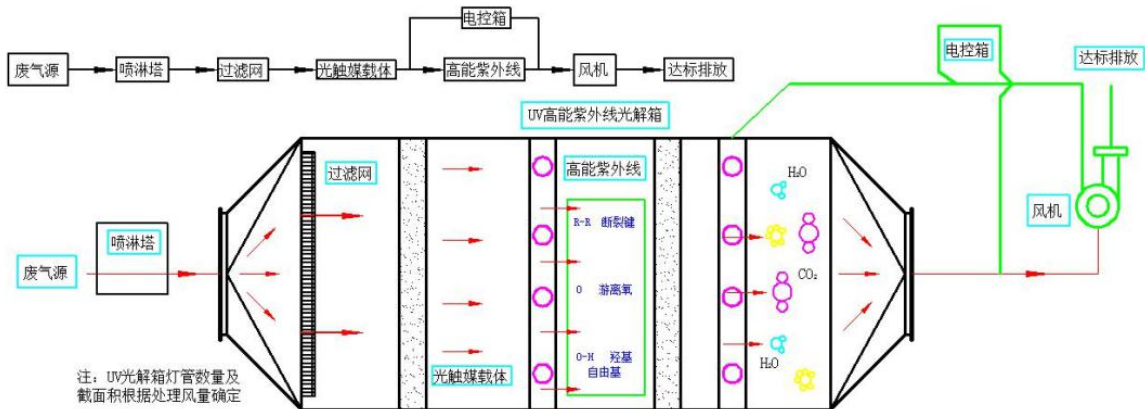 电控箱
废气源
喷淋塔
过滤网
光触媒载体
高能紫外线
风机
达标排放
电控箱
达标排放
UV高能紫外线光解箱
过滤网
高能紫外线
H₂O
R-R 断裂键
风机
喷淋塔
废气源
CO₂
O 游离氧
O-H 羟基
自由基
H₂O
光触媒载体
注：UV光解箱灯管数量及
截面积根据处理风量确定